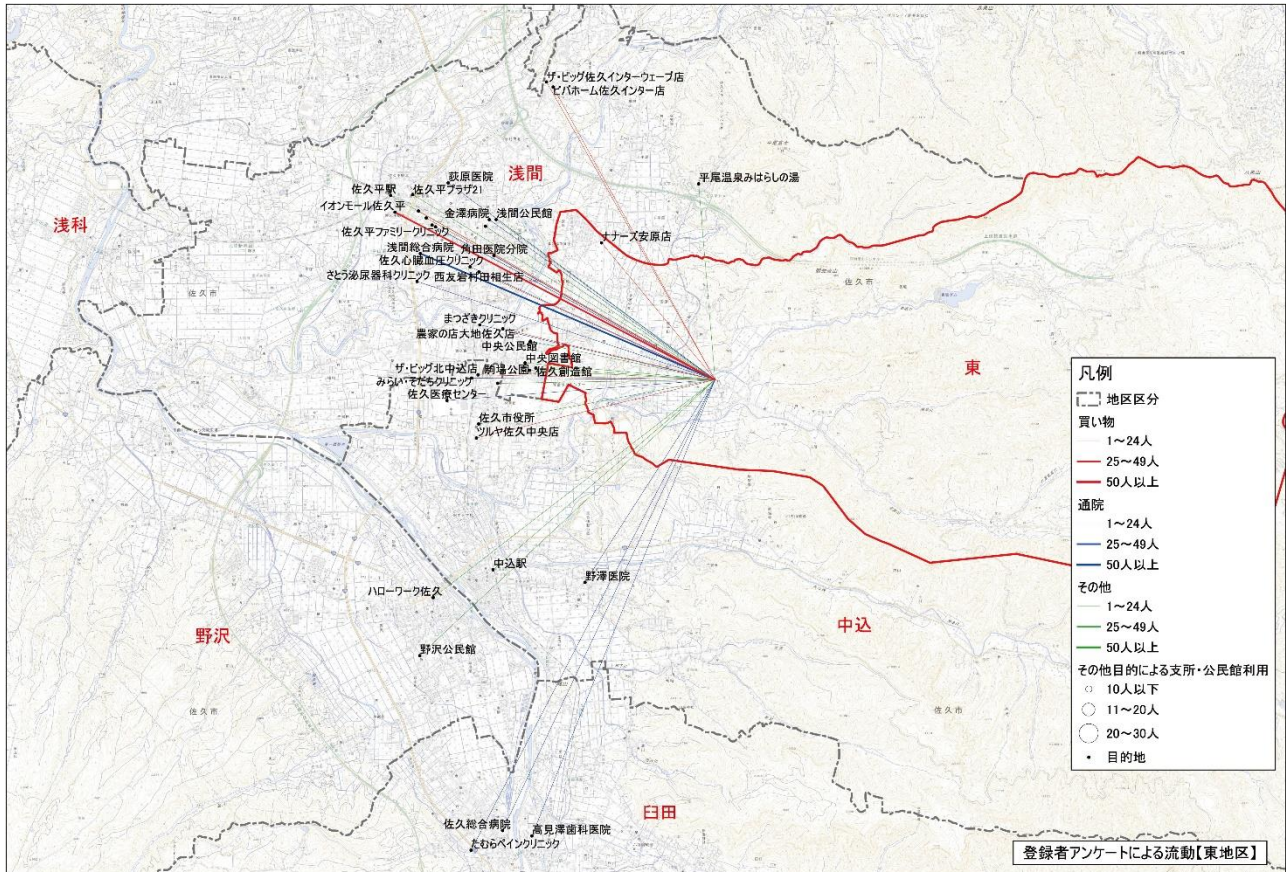 ザ・ビッグ佐久インターウェーブ店
ビバホーム佐久インター店
平尾温泉みはらしの湯
荻原医院
浅間
佐久平駅
佐久平プラザ21
イオンモール佐久平
金澤病院
浅間公民館
佐久平ファミリークリニック
ナナーズ安原店
浅科
浅間総合病院
角田医院分院
佐久心臓血圧クリニック
さとう泌尿器科クリニック
西友岩村田相生店
佐久市
佐久市
まつざきクリニック
農家の店大地佐久店
中央公民館
中央図書館
ザ・ビッグ北中込店
駒場公園
佐久創造館
みらい・そだちクリニック
佐久医療センター
東
佐久市役所
ツルヤ佐久中央店
中込駅
野澤医院
ハローワーク佐久
野沢
中込
野沢公民館
佐久市
佐久市
臼田
佐久総合病院
高見澤歯科医院
たむらペインクリニック
凡例
地区区分
買い物
1~24人
25~49人
50人以上
通院
1~24人
25~49人
50人以上
その他
1~24人
25~49人
50人以上
その他目的による支所・公民館利用
10人以下
11~20人
20~30人
目的地
登録者アンケートによる流動【東地区】